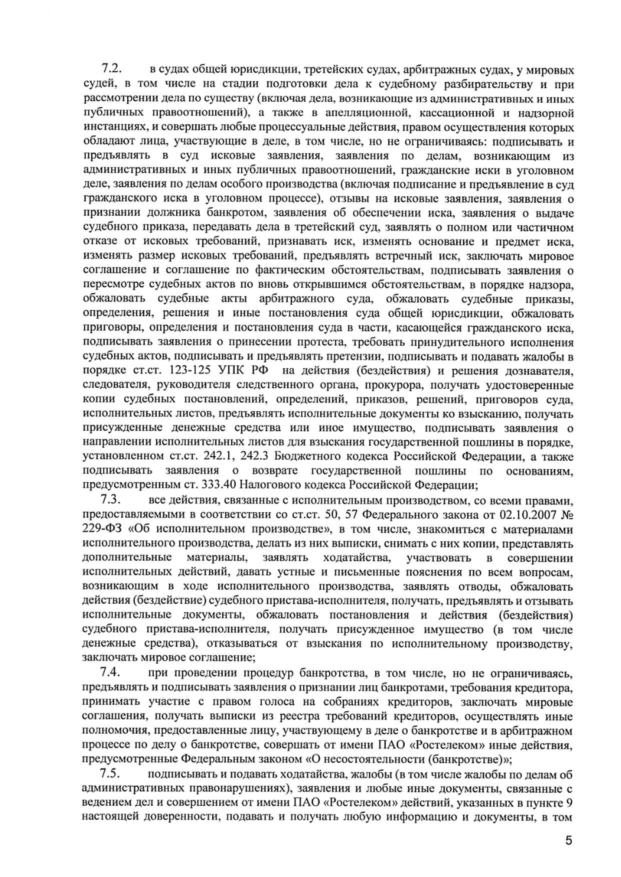 7.2. в судах общей юрисдикции, третейских судах, арбитражных судах, у мировых
судей, в том числе на стадии подготовки дела к судебному разбирательству и при
рассмотрении дела по существу (включая дела, возникающие из административных и иных
публичных правоотношений), а также в апелляционной, кассационной и надзорной
инстанциях, и совершать любые процессуальные действия, правом осуществления которых
обладают лица, участвующие в деле, в том числе, но не ограничиваясь: подписывать и
предъявлять в суд исковые заявления, заявления по делам, возникающим из
административных и иных публичных правоотношений, гражданские иски в уголовном
деле, заявления по делам особого производства (включая подписание и предъявление в суд
гражданского иска в уголовном процессе), отзывы на исковые заявления, заявления о
признании должника банкротом, заявления об обеспечении иска, заявления о выдаче
судебного приказа, передавать дела в третейский суд, заявлять о полном или частичном
отказе от исковых требований, признавать иск, изменять основание и предмет иска,
изменять размер исковых требований, предъявлять встречный иск, заключать мировое
соглашение и соглашение по фактическим обстоятельствам, подписывать заявления о
пересмотре судебных актов по вновь открывшимся обстоятельствам, в порядке надзора,
обжаловать судебные акты арбитражного суда, обжаловать судебные приказы,
определения, решения и иные постановления суда общей юрисдикции, обжаловать
приговоры, определения и постановления суда в части, касающейся гражданского иска,
подписывать заявления о принесении протеста, требовать принудительного исполнения
судебных актов, подписывать и предъявлять претензии, подписывать и подавать жалобы в
порядке ст.ст. 123-125 УПК РФ на действия (бездействия) и решения дознавателя,
следователя, руководителя следственного органа, прокурора, получать удостоверенные
копии судебных постановлений, определений, приказов, решений, приговоров суда,
исполнительных листов, предъявлять исполнительные документы ко взысканию, получать
присужденные денежные средства или иное имущество, подписывать заявления о
направлении исполнительных листов для взыскания государственной пошлины в порядке,
установленном ст.ст. 242.1, 242.3 Бюджетного кодекса Российской Федерации, а также
подписывать заявления о возврате государственной пошлины по основаниям,
предусмотренным ст. 333.40 Налогового кодекса Российской Федерации;
7.3. все действия, связанные с исполнительным производством, со всеми правами,
предоставляемыми в соответствии со ст.ст. 50, 57 Федерального закона от 02.10.2007 №
229-ФЗ «Об исполнительном производстве», в том числе, знакомиться с материалами
исполнительного производства, делать из них выписки, снимать с них копии, представлять
дополнительные материалы, заявлять ходатайства, участвовать в совершении
исполнительных действий, давать устные и письменные пояснения по всем вопросам,
возникающим в ходе исполнительного производства, заявлять отводы, обжаловать
действия (бездействие) судебного пристава-исполнителя, получать, предъявлять и отзывать
исполнительные документы, обжаловать постановления и действия (бездействия)
судебного пристава-исполнителя, получать присужденное имущество (в том числе
денежные средства), отказываться от взыскания по исполнительному производству,
заключать мировое соглашение;
7.4. при проведении процедур банкротства, в том числе, но не ограничиваясь,
предъявлять и подписывать заявления о признании лиц банкротами, требования кредитора,
принимать участие с правом голоса на собраниях кредиторов, заключать мировые
соглашения, получать выписки из реестра требований кредиторов, осуществлять иные
полномочия, предоставленные лицу, участвующему в деле о банкротстве и в арбитражном
процессе по делу о банкротстве, совершать от имени ПАО «Ростелеком» иные действия,
предусмотренные Федеральным законом «О несостоятельности (банкротстве)»;
7.5. подписывать и подавать ходатайства, жалобы (в том числе жалобы по делам об
административных правонарушениях), заявления и любые иные документы, связанные с
ведением дел и совершением от имени ПАО «Ростелеком» действий, указанных в пункте 9
настоящей доверенности, подавать и получать любую информацию и документы, в том
5